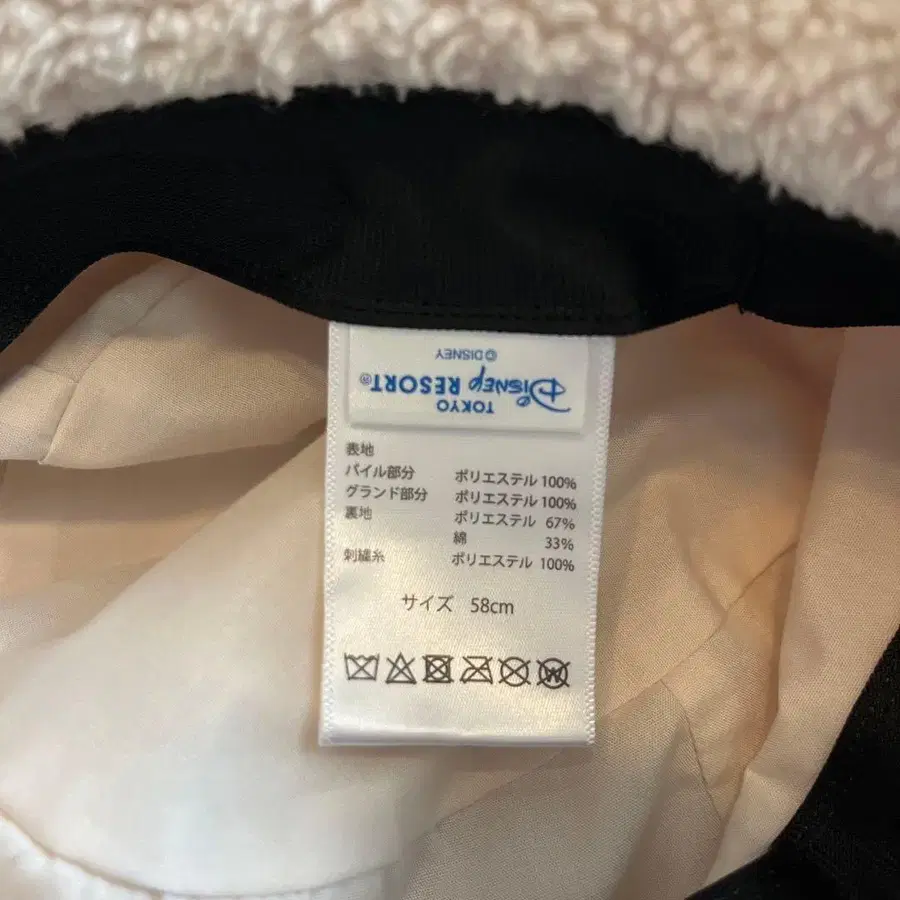 © DISNEY
Disney RESORT®
TOKYO
表地
パイル部分 ポリエステル 100%
グランド部分 ポリエステル 100%
裏地 ポリエステル 67%
綿 33%
刺繍糸 ポリエステル 100%
サイズ 58cm
W